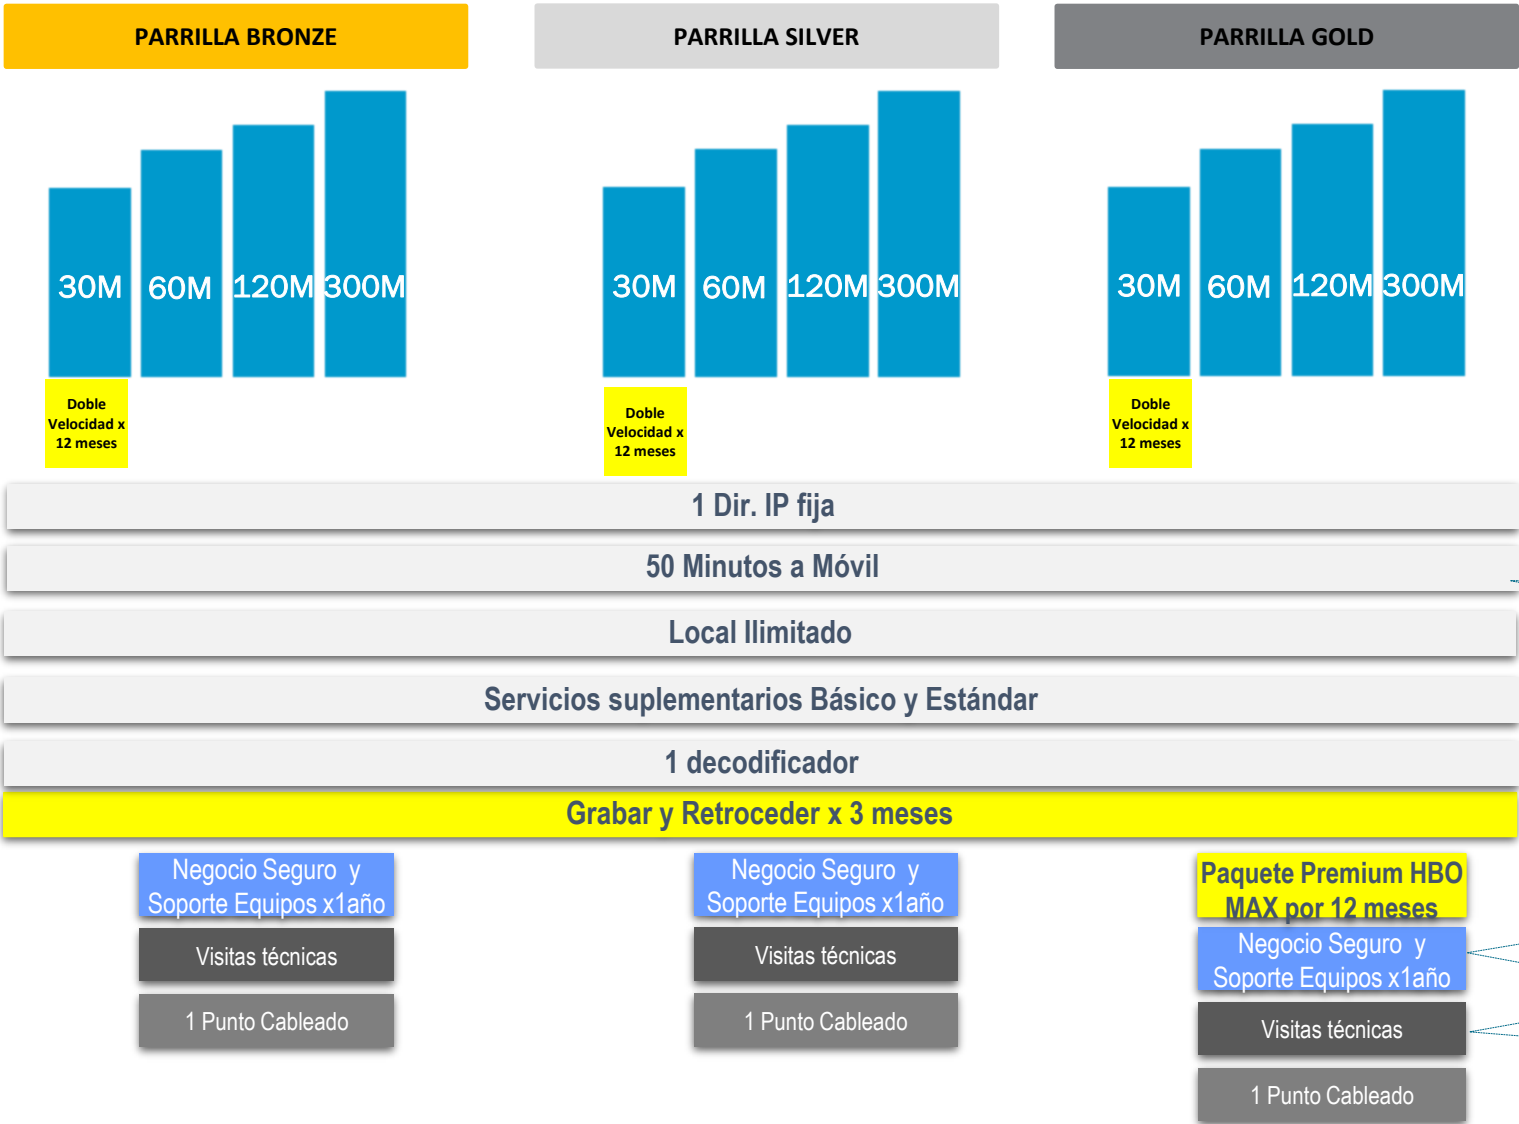 PARRILLA BRONZE
PARRILLA SILVER
PARRILLA GOLD
30M
60M
120M
300M
30M
60M
120M
300M
30M
60M
120M
300M
Doble
Velocidad x
12 meses
Doble
Velocidad x
12 meses
Doble
Velocidad x
12 meses
1 Dir. IP fija
50 Minutos a Móvil
Local Ilimitado
Servicios suplementarios Básico y Estándar
1 decodificador
Grabar y Retroceder x 3 meses
Negocio Seguro y
Soporte Equipos x1año
Visitas técnicas
1 Punto Cableado
Negocio Seguro y
Soporte Equipos x1año
Visitas técnicas
1 Punto Cableado
Paquete Premium HBO
MAX por 12 meses
Negocio Seguro y
Soporte Equipos x1año
Visitas técnicas
1 Punto Cableado